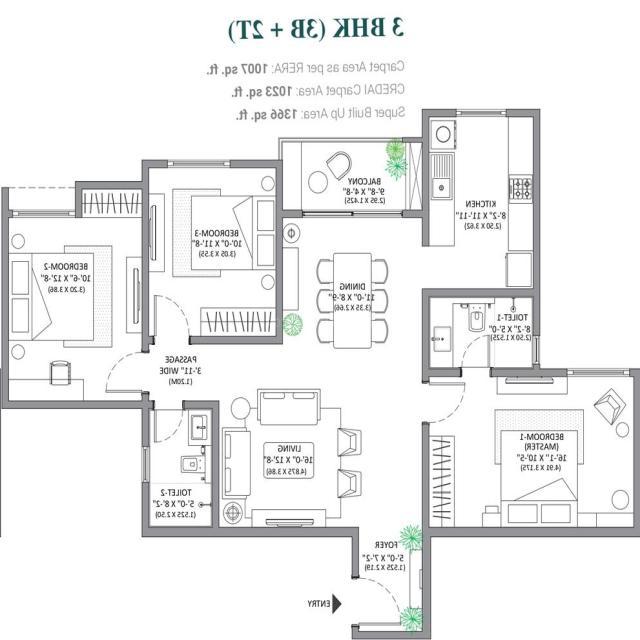 3 BHK (3B + 2T)
Carpet Area as per RERA: 1007 sq. ft.
CREDAI Carpet Area: 1023 sq. ft.
Super Built Up Area: 1366 sq. ft.
BALCONY
9'-8" X 4'-8"
(2.95 X 1.425)
KITCHEN
8'-2" X 11'-11"
(2.50 X 3.62)
BEDROOM-3
10'-0" X 11'-8"
(3.05 X 3.55)
BEDROOM-2
10'-6" X 12'-8"
(3.20 X 3.86)
DINING
11'-0" X 8'-9"
(3.35 X 2.66)
TOILET-1
8'-2" X 5'-0"
(2.50 X 1.525)
PASSAGE
3'-11" WIDE
(1.20M)
LIVING
16'-0" X 12'-8"
(4.875 X 3.86)
BEDROOM-1
(MASTER)
16'-1" X 10'-5"
(4.91 X 3.175)
TOILET-2
5'-0" X 8'-2"
(1.525 X 2.50)
FOYER
5'-0" X 7'-2"
(1.525 X 2.19)
ENTRY